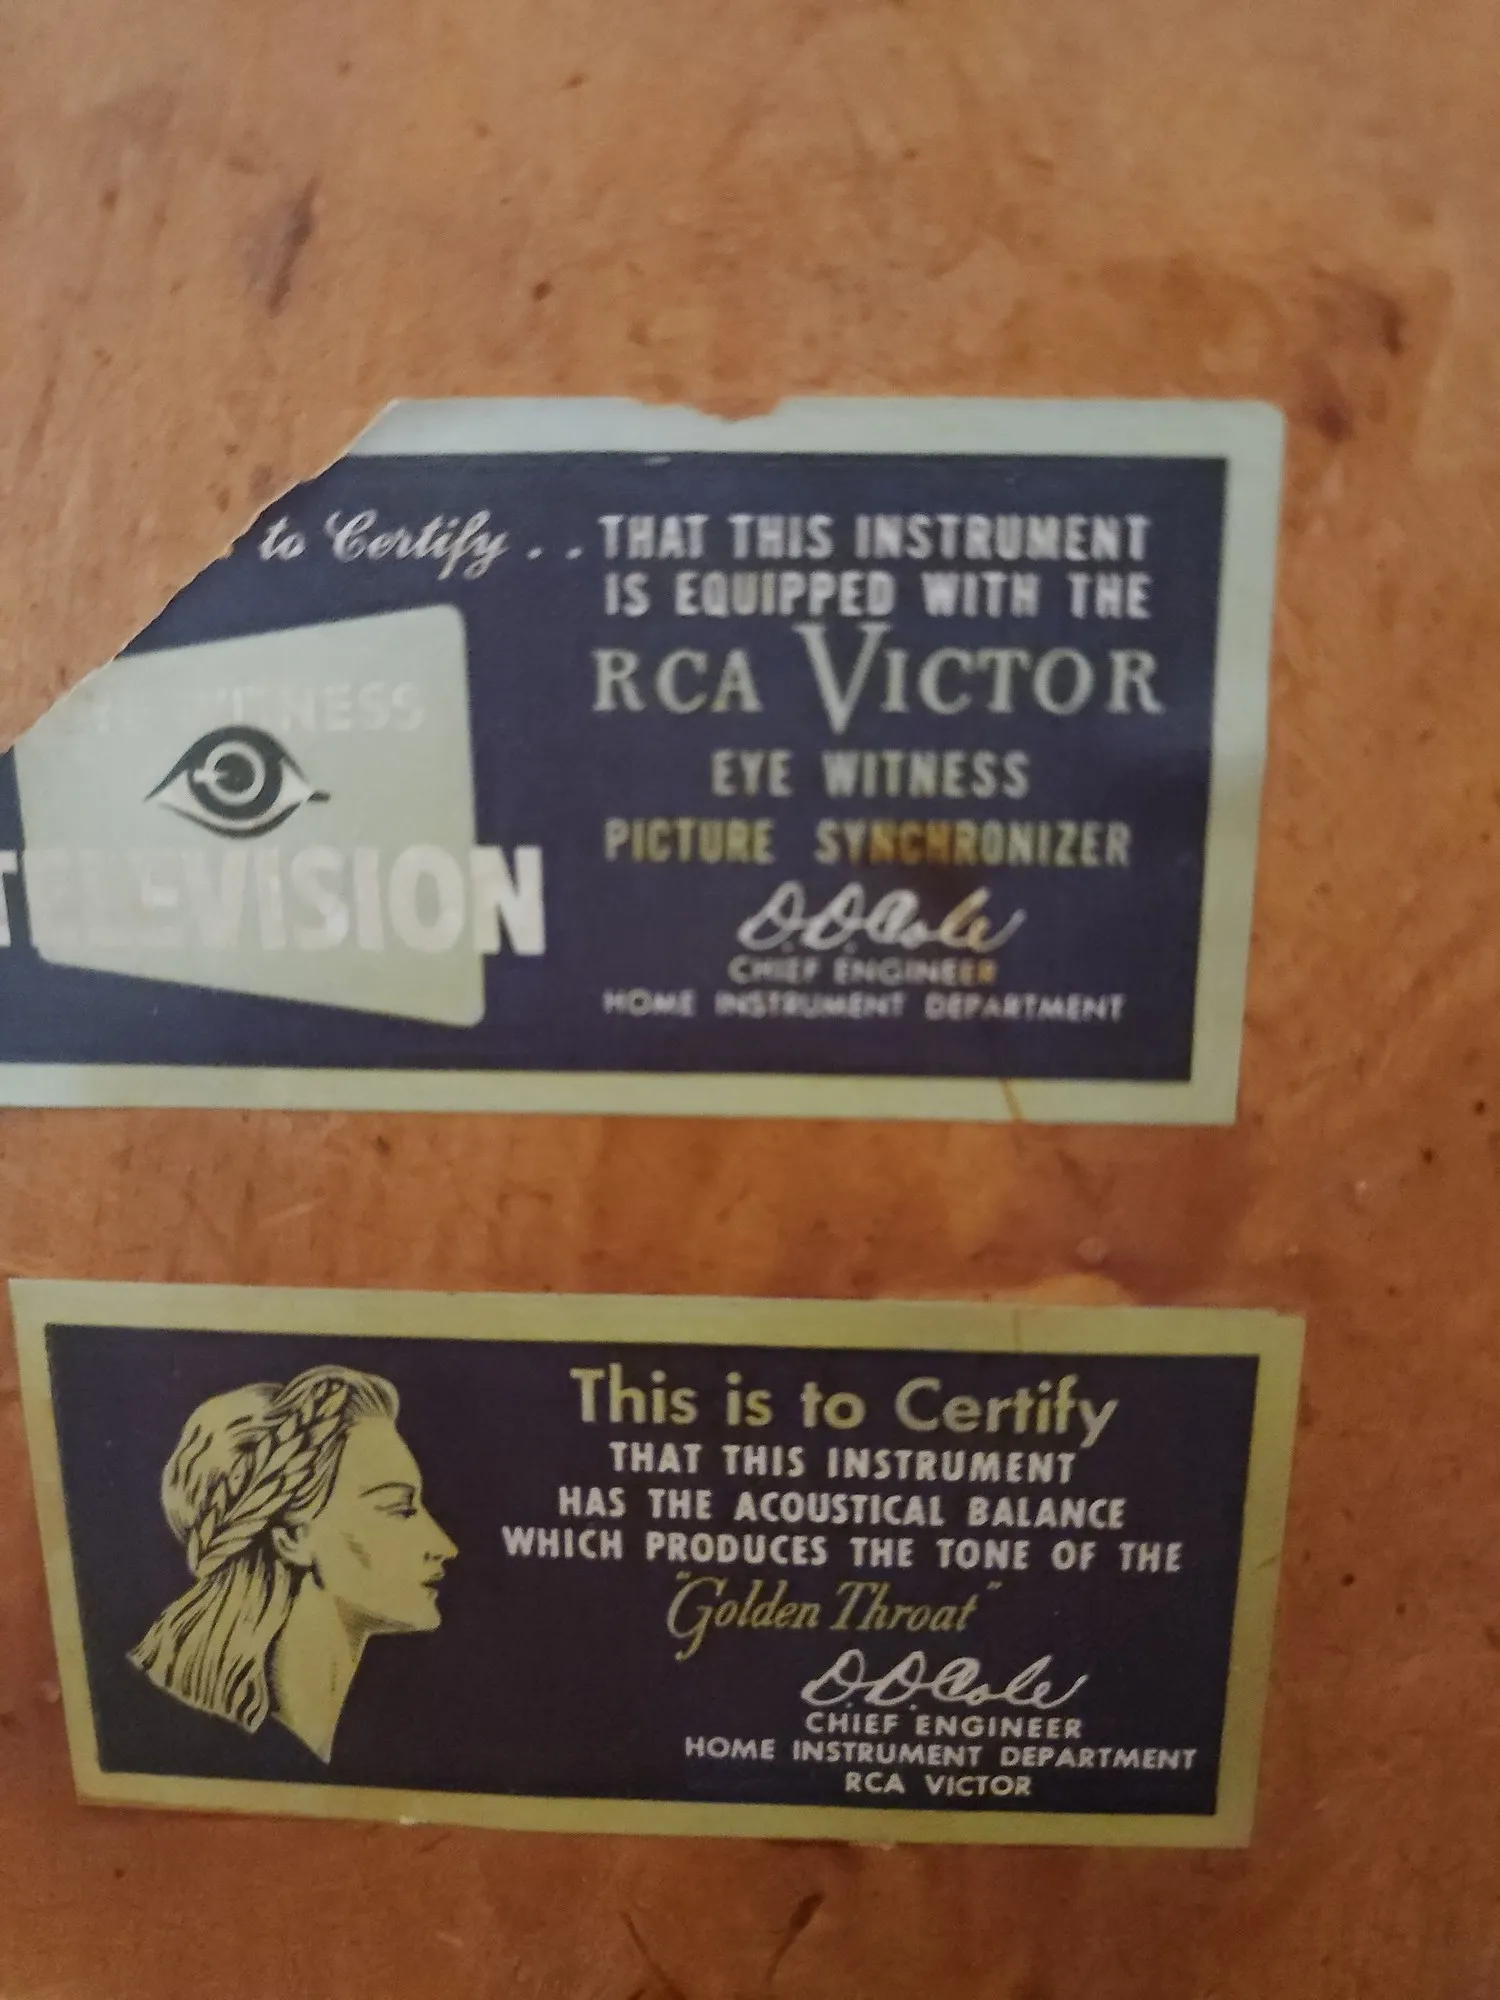 to Certify . . THAT THIS INSTRUMENT
IS EQUIPPED WITH THE
RCA VICTOR
EYE WITNESS
PICTURE SYNCHRONIZER
D.D.Cole
CHIEF ENGINEER
HOME INSTRUMENT DEPARTMENT
TELEVISION
This is to Certify
THAT THIS INSTRUMENT
HAS THE ACOUSTICAL BALANCE
WHICH PRODUCES THE TONE OF THE
"Golden Throat"
D.D.Cole
CHIEF ENGINEER
HOME INSTRUMENT DEPARTMENT
RCA VICTOR